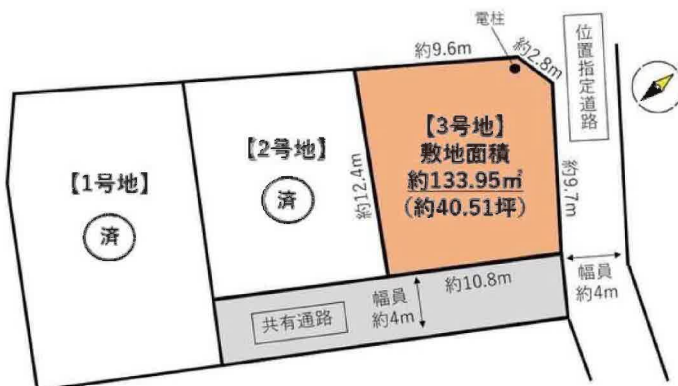 電柱
約9.6m
約2.8m
位置指定道路
【1号地】
済
【2号地】
済
約12.4m
【3号地】
敷地面積
約133.95㎡
（約40.51坪）
約9.7m
幅員
約4m
約10.8m
幅員
約4m
共有通路